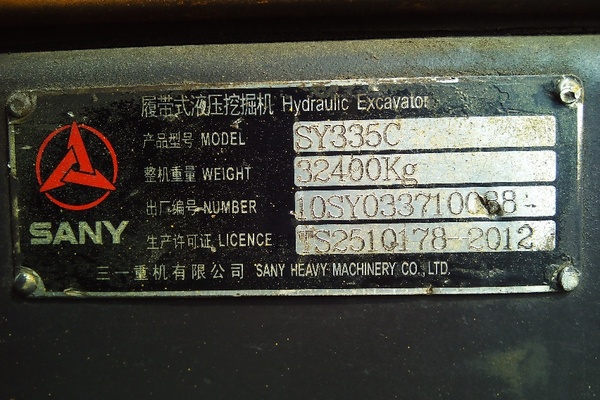 履带式液压挖掘机 Hydraulic Excavator
产品型号 MODEL SY335C
整机重量 WEIGHT 32400Kg
出厂编号 NUMBER 10SY033710088
生产许可证 LICENCE TS2510178-2012
SANY
三一重机有限公司 SANY HEAVY MACHINERY CO., LTD.